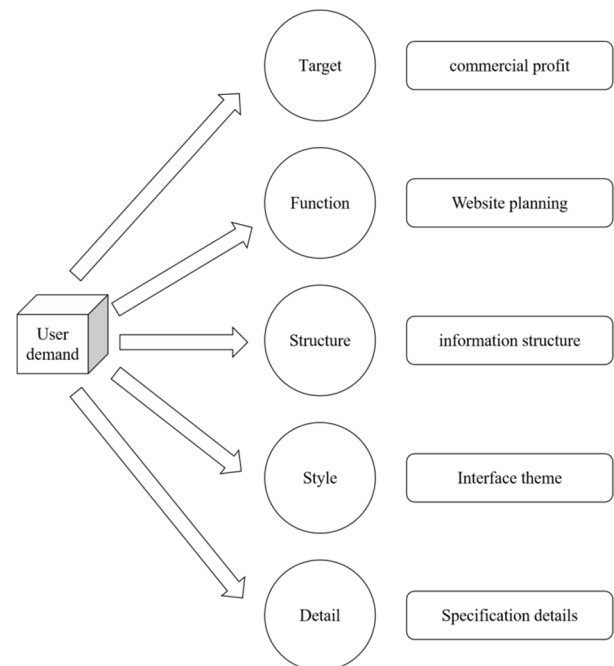 Target
commercial profit
Function
Website planning
User
demand
Structure
information structure
Style
Interface theme
Detail
Specification details